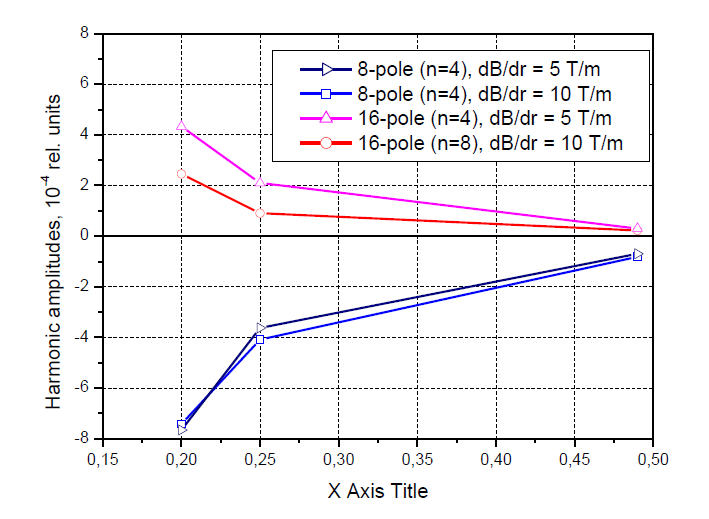 8
6
4
2
0
-2
-4
-6
-8
Harmonic amplitudes, 10⁻⁴ rel. units
8-pole (n=4), dB/dr = 5 T/m
8-pole (n=4), dB/dr = 10 T/m
16-pole (n=4), dB/dr = 5 T/m
16-pole (n=8), dB/dr = 10 T/m
0,15 0,20 0,25 0,30 0,35 0,40 0,45 0,50
X Axis Title